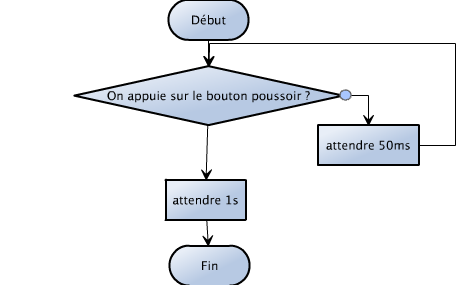 Début
On appuie sur le bouton poussoir ?
attendre 50ms
attendre 1s
Fin